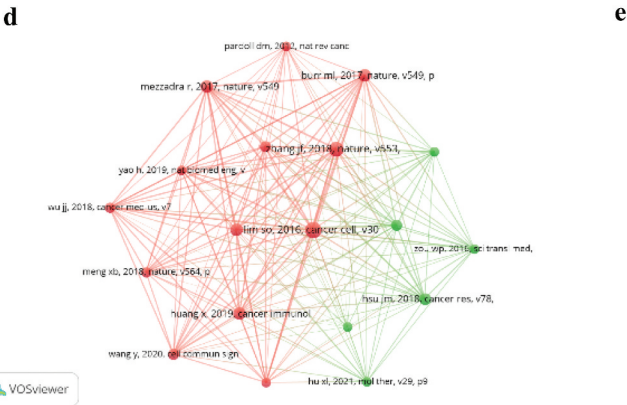 d
e
pardoll dm, 2012, nat rev canc
burr ml, 2017, nature, v549, p
mezzadra r, 2017, nature, v549
zhang jf, 2018, nature, v553,
yao h, 2019, nat biomed eng, v
wu jj, 2018, cancer med-us, v7
lim so, 2016, cancer cell, v30
zou wp, 2016, sci transl med,
meng xb, 2018, nature, v564, p
hsu jm, 2018, cancer res, v78,
huang x, 2019, cancer immunol
wang y, 2020, cell commun sign
hu xl, 2021, mol ther, v29, p9
VOSviewer